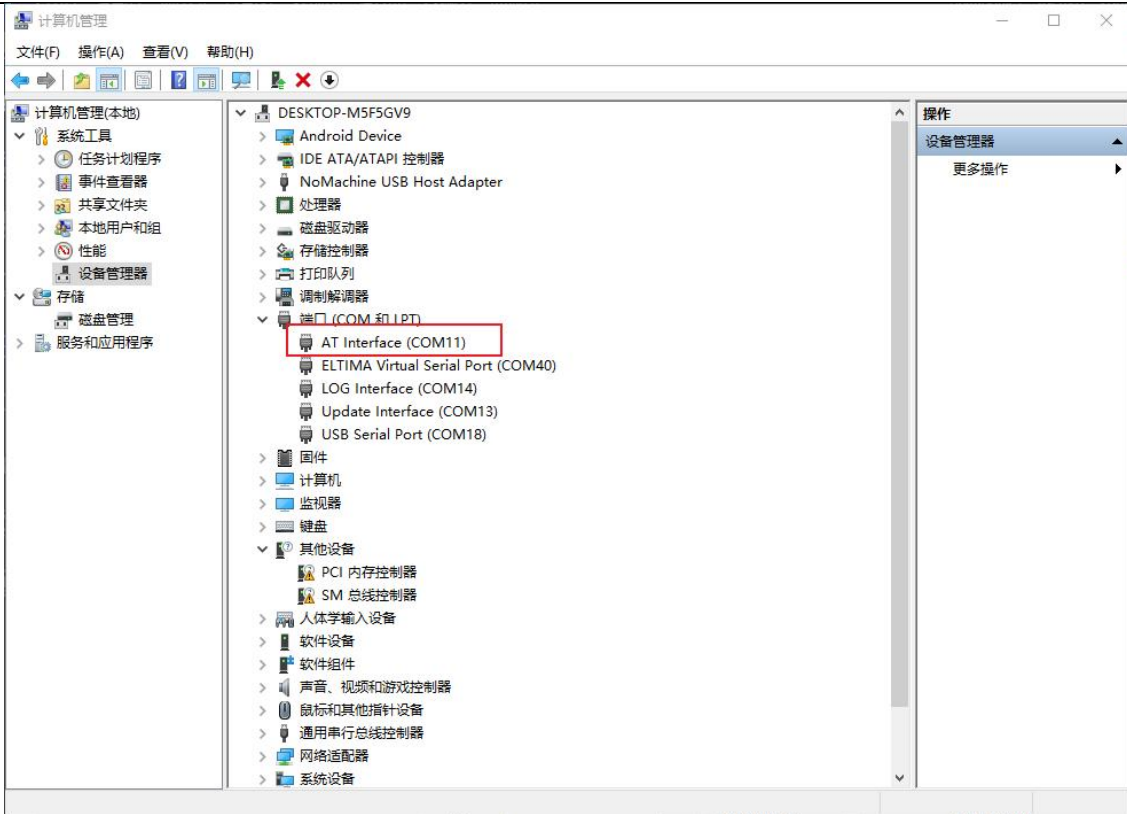 计算机管理
文件(F) 操作(A) 查看(V) 帮助(H)
计算机管理(本地)
系统工具
任务计划程序
事件查看器
共享文件夹
本地用户和组
性能
设备管理器
存储
磁盘管理
服务和应用程序
DESKTOP-M5F5GV9
Android Device
IDE ATA/ATAPI 控制器
NoMachine USB Host Adapter
处理器
磁盘驱动器
存储控制器
打印队列
调制解调器
端口 (COM 和 LPT)
AT Interface (COM11)
ELTIMA Virtual Serial Port (COM40)
LOG Interface (COM14)
Update Interface (COM13)
USB Serial Port (COM18)
固件
计算机
监视器
键盘
其他设备
PCI 内存控制器
SM 总线控制器
人体学输入设备
软件设备
软件组件
声音、视频和游戏控制器
鼠标和其他指针设备
通用串行总线控制器
网络适配器
系统设备
操作
设备管理器
更多操作